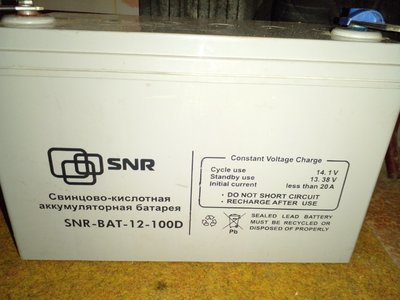 SNR
Свинцово-кислотная
аккумуляторная батарея
SNR-BAT-12-100D
Constant Voltage Charge
Cycle use 14.1V
Standby use 13.38 V
Initial current less than 20A
• DO NOT SHORT CIRCUIT
• RECHARGE AFTER USE
Pb
SEALED LEAD BATTERY
MUST BE RECYCLED OR
DISPOSED OF PROPERLY